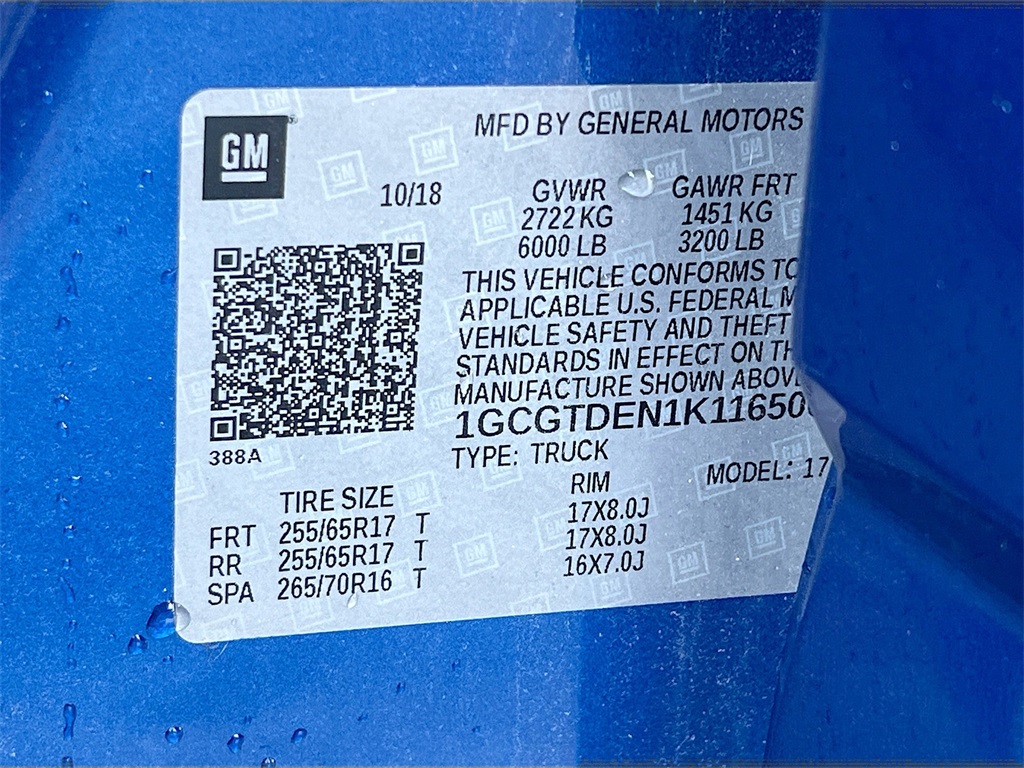 GM
MFD BY GENERAL MOTORS
10/18
GVWR GAWR FRT
2722 KG 1451 KG
6000 LB 3200 LB
THIS VEHICLE CONFORMS TO
APPLICABLE U.S. FEDERAL M
VEHICLE SAFETY AND THEFT
STANDARDS IN EFFECT ON TH
MANUFACTURE SHOWN ABOVE
1GCGTDEN1K11650
388A
TYPE: TRUCK
MODEL: 17
TIRE SIZE RIM
FRT 255/65R17 T 17X8.0J
RR 255/65R17 T 17X8.0J
SPA 265/70R16 T 16X7.0J